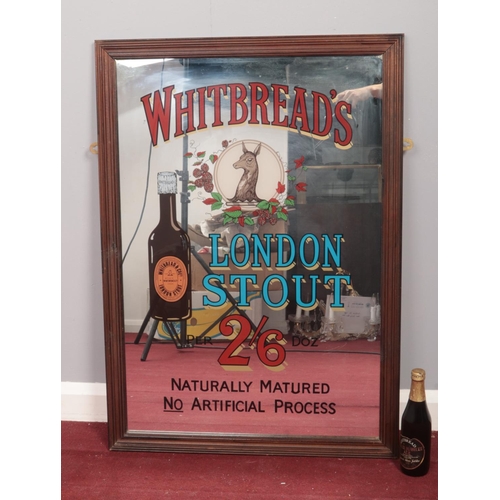 WHITBREAD'S
LONDON
STOUT
PER 2/6 DOZ
NATURALLY MATURED
NO ARTIFICIAL PROCESS